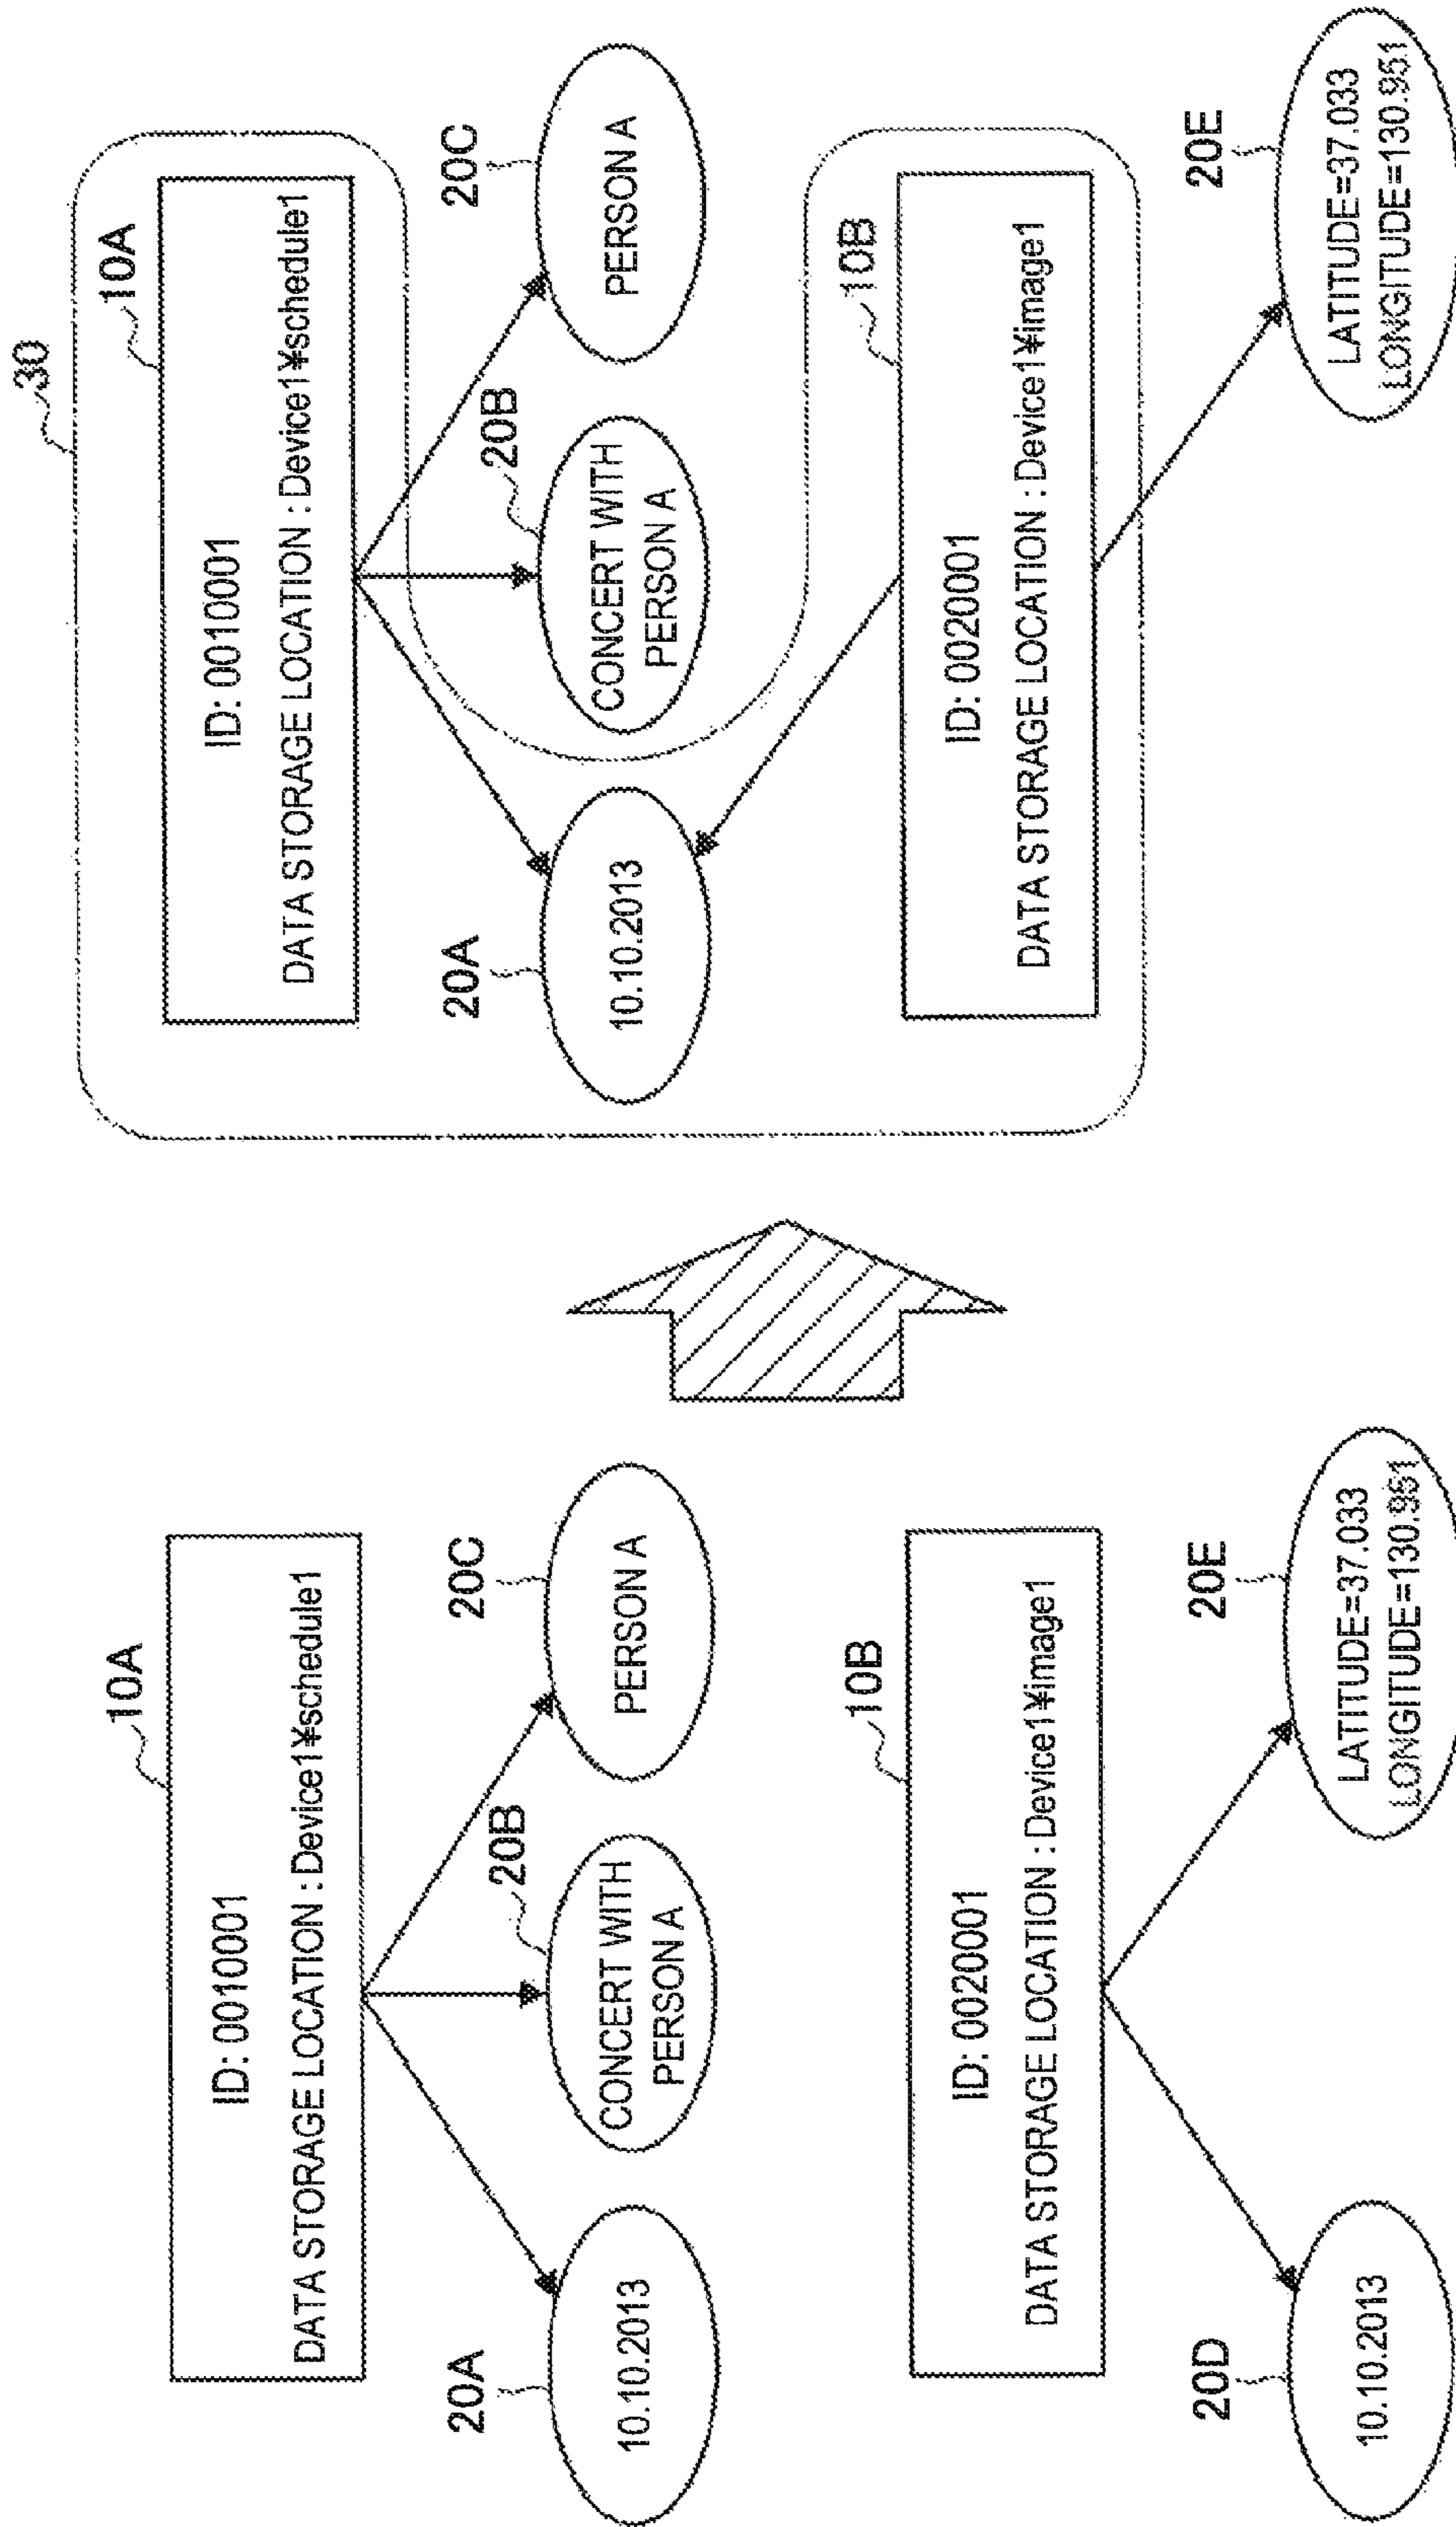 10A
ID: 0010001
DATA STORAGE LOCATION : Device1¥schedule1
20A
10.10.2013
20B
CONCERT WITH
PERSON A
20C
PERSON A
10B
ID: 0020001
DATA STORAGE LOCATION : Device1¥image1
20D
10.10.2013
20E
LATITUDE=37.033
LONGITUDE=130.951
30
10A
ID: 0010001
DATA STORAGE LOCATION : Device1¥schedule1
20A
10.10.2013
20B
CONCERT WITH
PERSON A
20C
PERSON A
10B
ID: 0020001
DATA STORAGE LOCATION : Device1¥image1
20E
LATITUDE=37.033
LONGITUDE=130.951